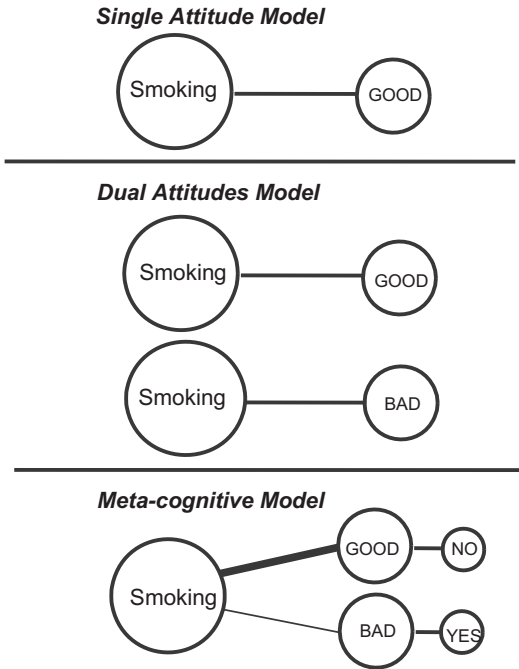 Single Attitude Model
Smoking GOOD
Dual Attitudes Model
Smoking GOOD
Smoking BAD
Meta-cognitive Model
GOOD NO
Smoking
BAD YES